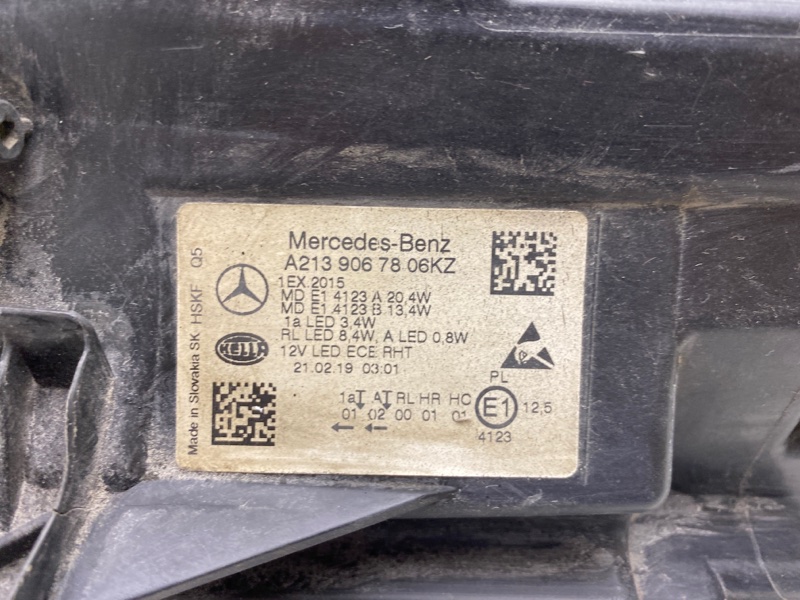 Mercedes-Benz
A213 906 78 06KZ
1EX.2015
MD E1 4123 A 20,4W
MD E1 4123 B 13,4W
1a LED 3,4W
RL LED 8,4W, A LED 0,8W
12V LED ECE RHT
21.02.19 03:01
HELLA
Made in Slovakia SK - HSKF Q5
PL
1a A RL HR HC
01 02 00 01 01
E1
12,5
4123